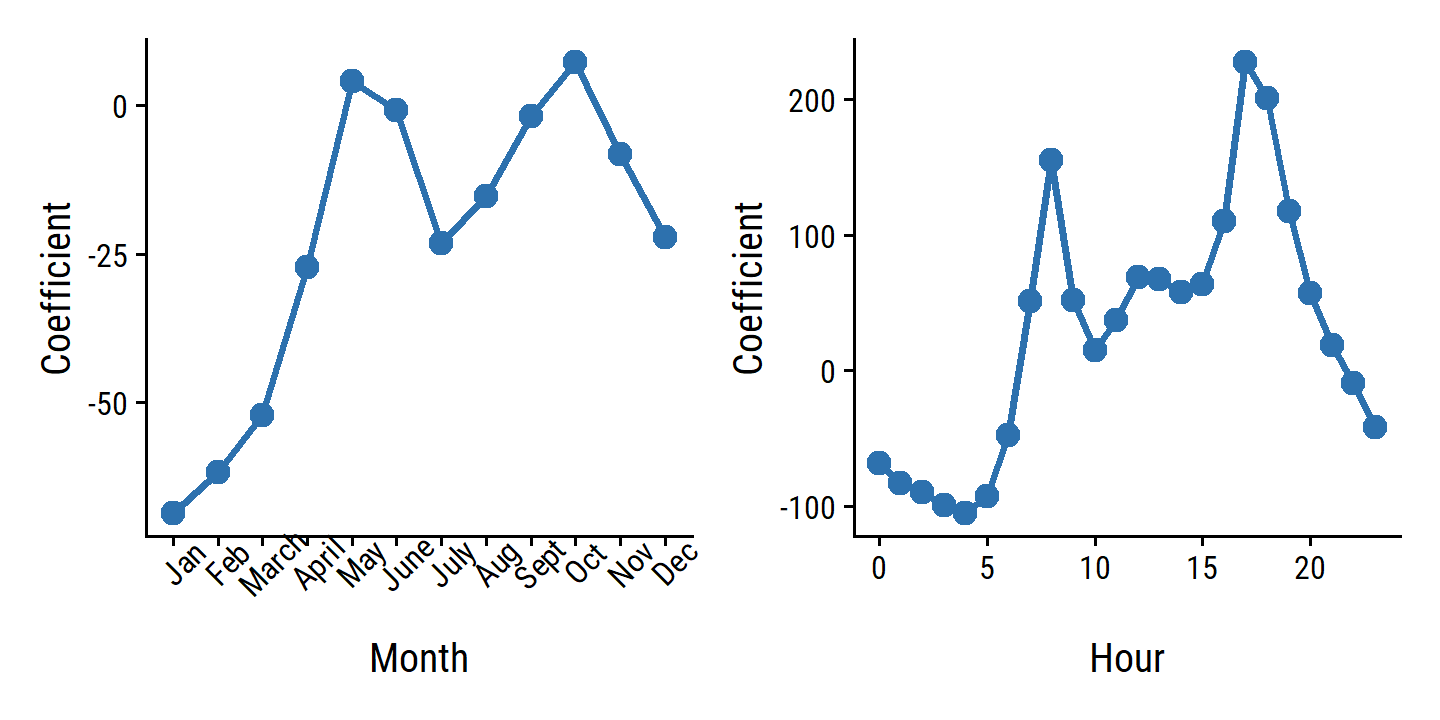 Coefficient
0
-25
-50
Jan
Feb
March
April
May
June
July
Aug
Sept
Oct
Nov
Dec
Month
Coefficient
200
100
0
-100
0
5
10
15
20
Hour